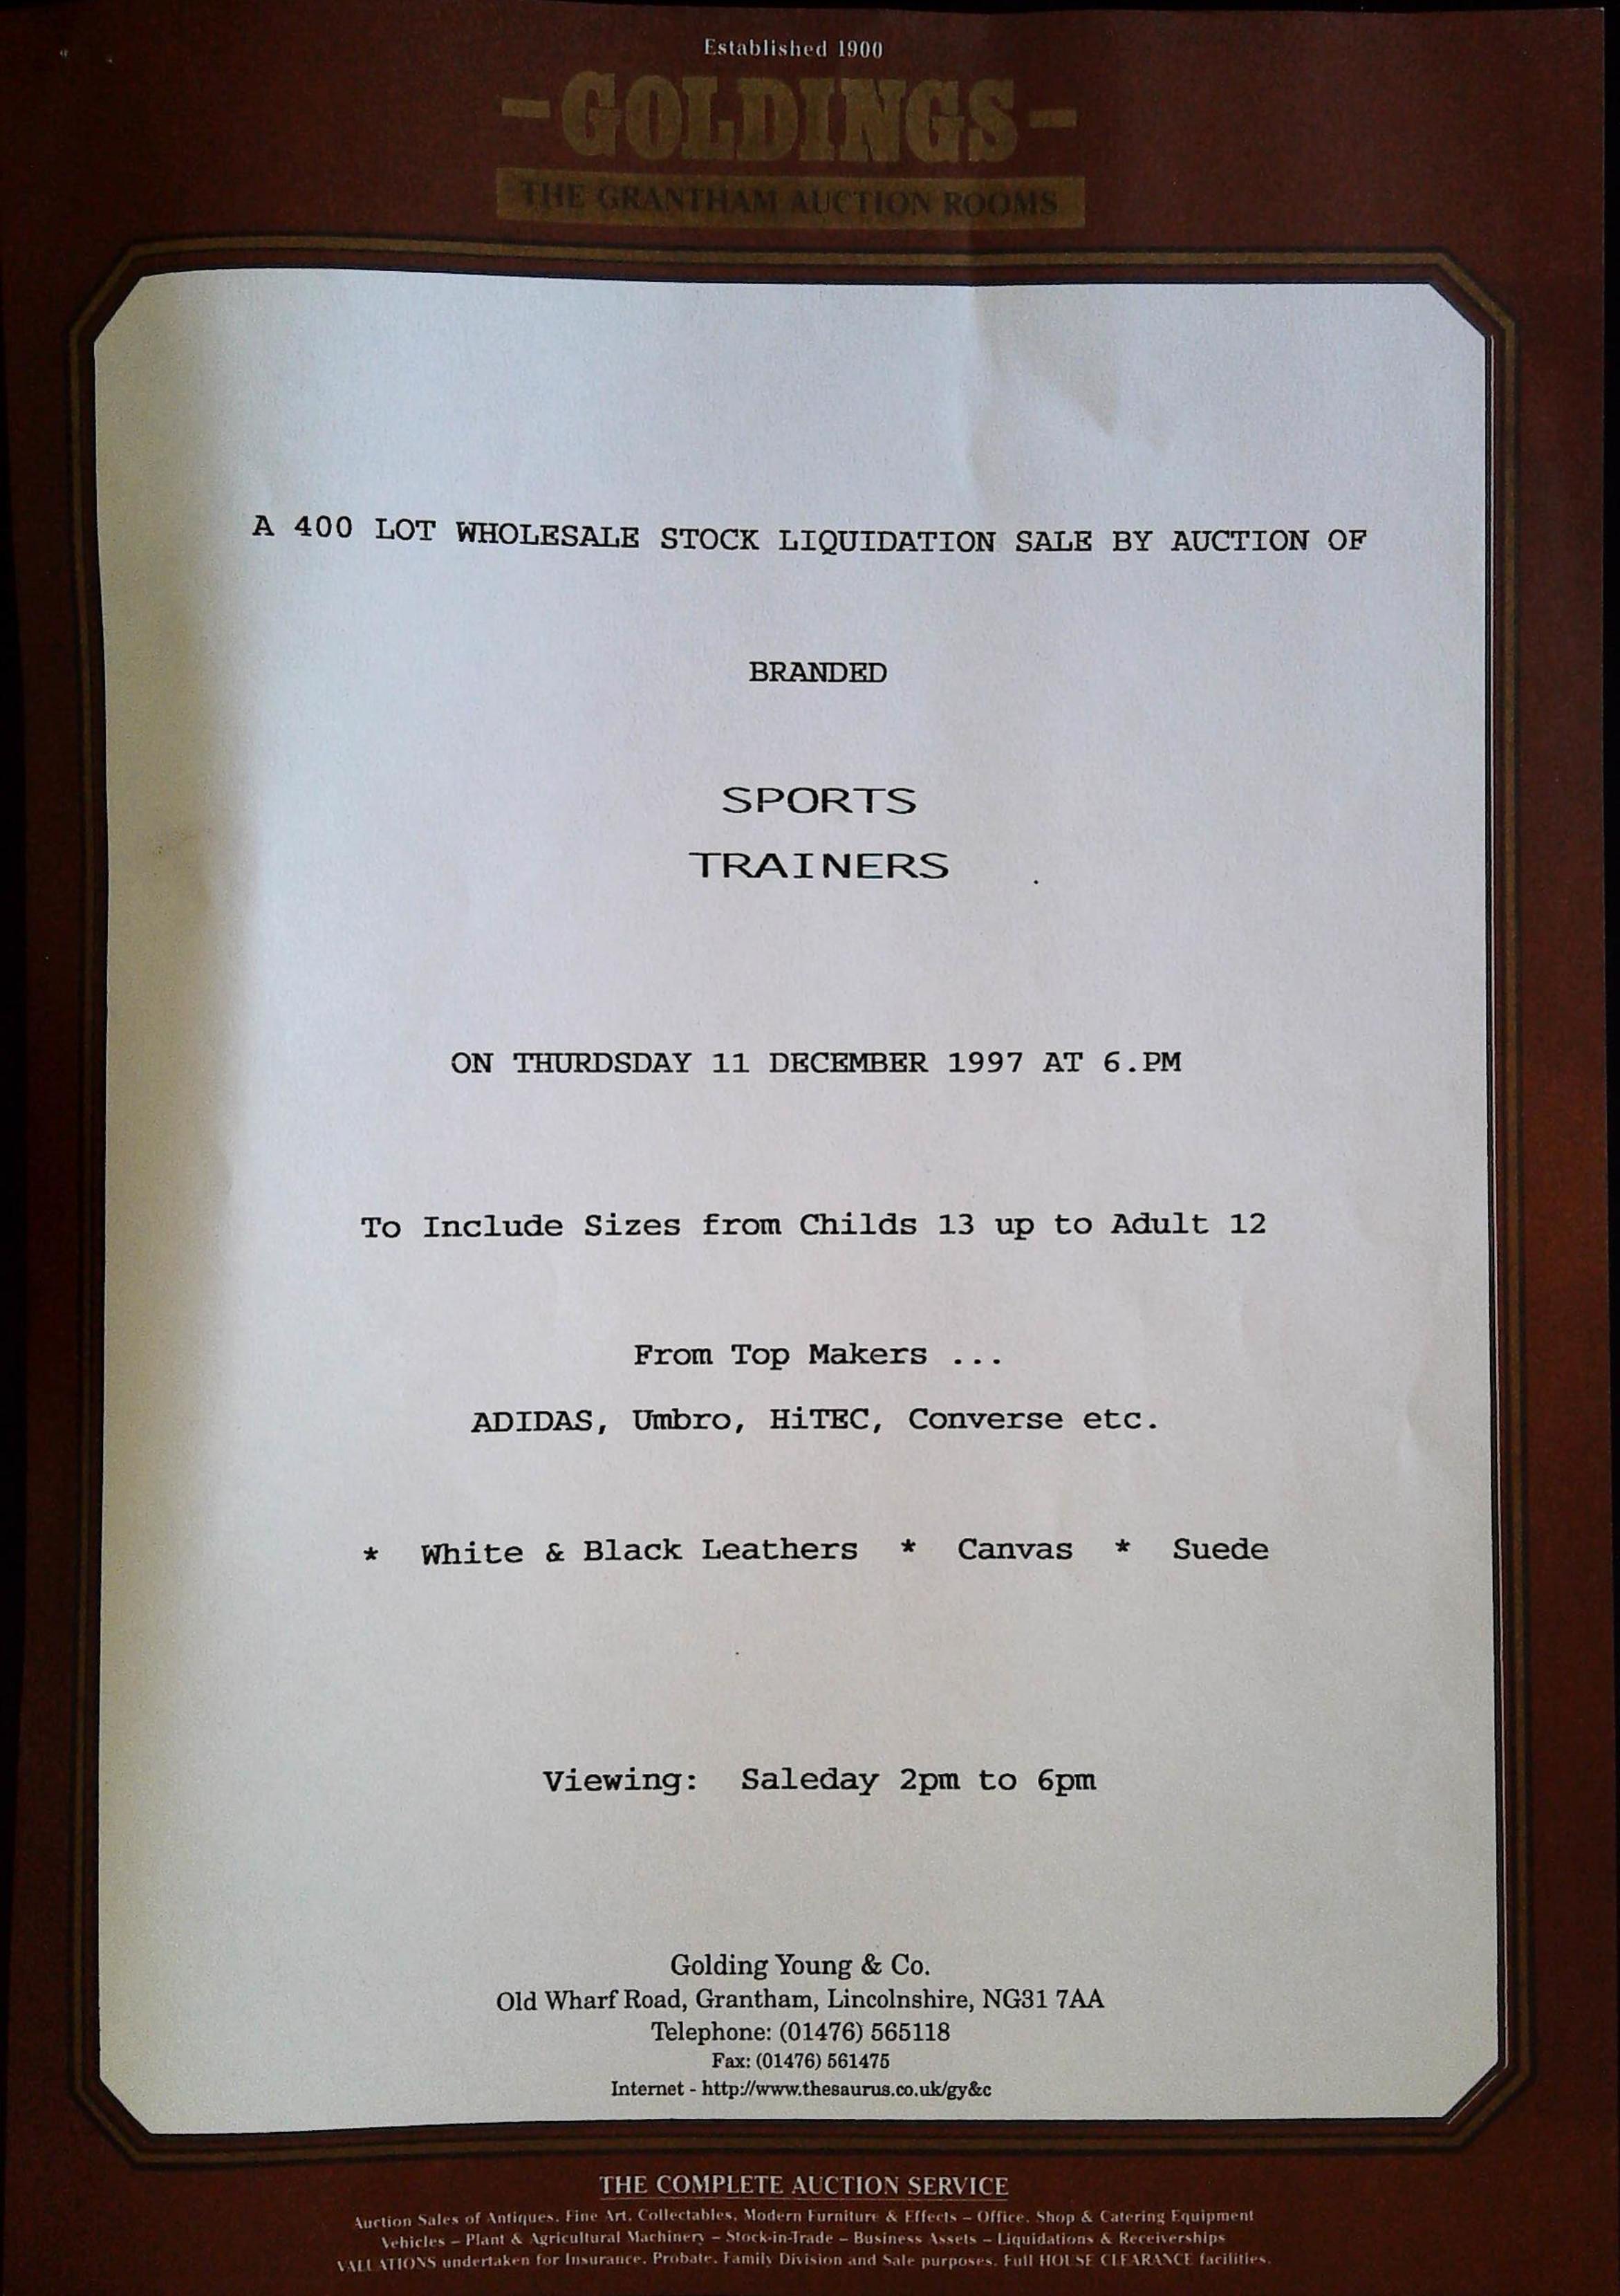 Established 1900
-GOLDINGS-
THE GRANTHAM AUCTION ROOMS
A 400 LOT WHOLESALE STOCK LIQUIDATION SALE BY AUCTION OF
BRANDED
SPORTS
TRAINERS
ON THURDSDAY 11 DECEMBER 1997 AT 6.PM
To Include Sizes from Childs 13 up to Adult 12
From Top Makers ...
ADIDAS, Umbro, HiTEC, Converse etc.
* White & Black Leathers * Canvas * Suede
Viewing: Saleday 2pm to 6pm
Golding Young & Co.
Old Wharf Road, Grantham, Lincolnshire, NG31 7AA
Telephone: (01476) 565118
Fax: (01476) 561475
Internet - http://www.thesaurus.co.uk/gy&c
THE COMPLETE AUCTION SERVICE
Auction Sales of Antiques, Fine Art, Collectables, Modern Furniture & Effects – Office, Shop & Catering Equipment
Vehicles – Plant & Agricultural Machinery – Stock-in-Trade – Business Assets – Liquidations & Receiverships
VALUATIONS undertaken for Insurance, Probate, Family Division and Sale purposes. Full HOUSE CLEARANCE facilities.